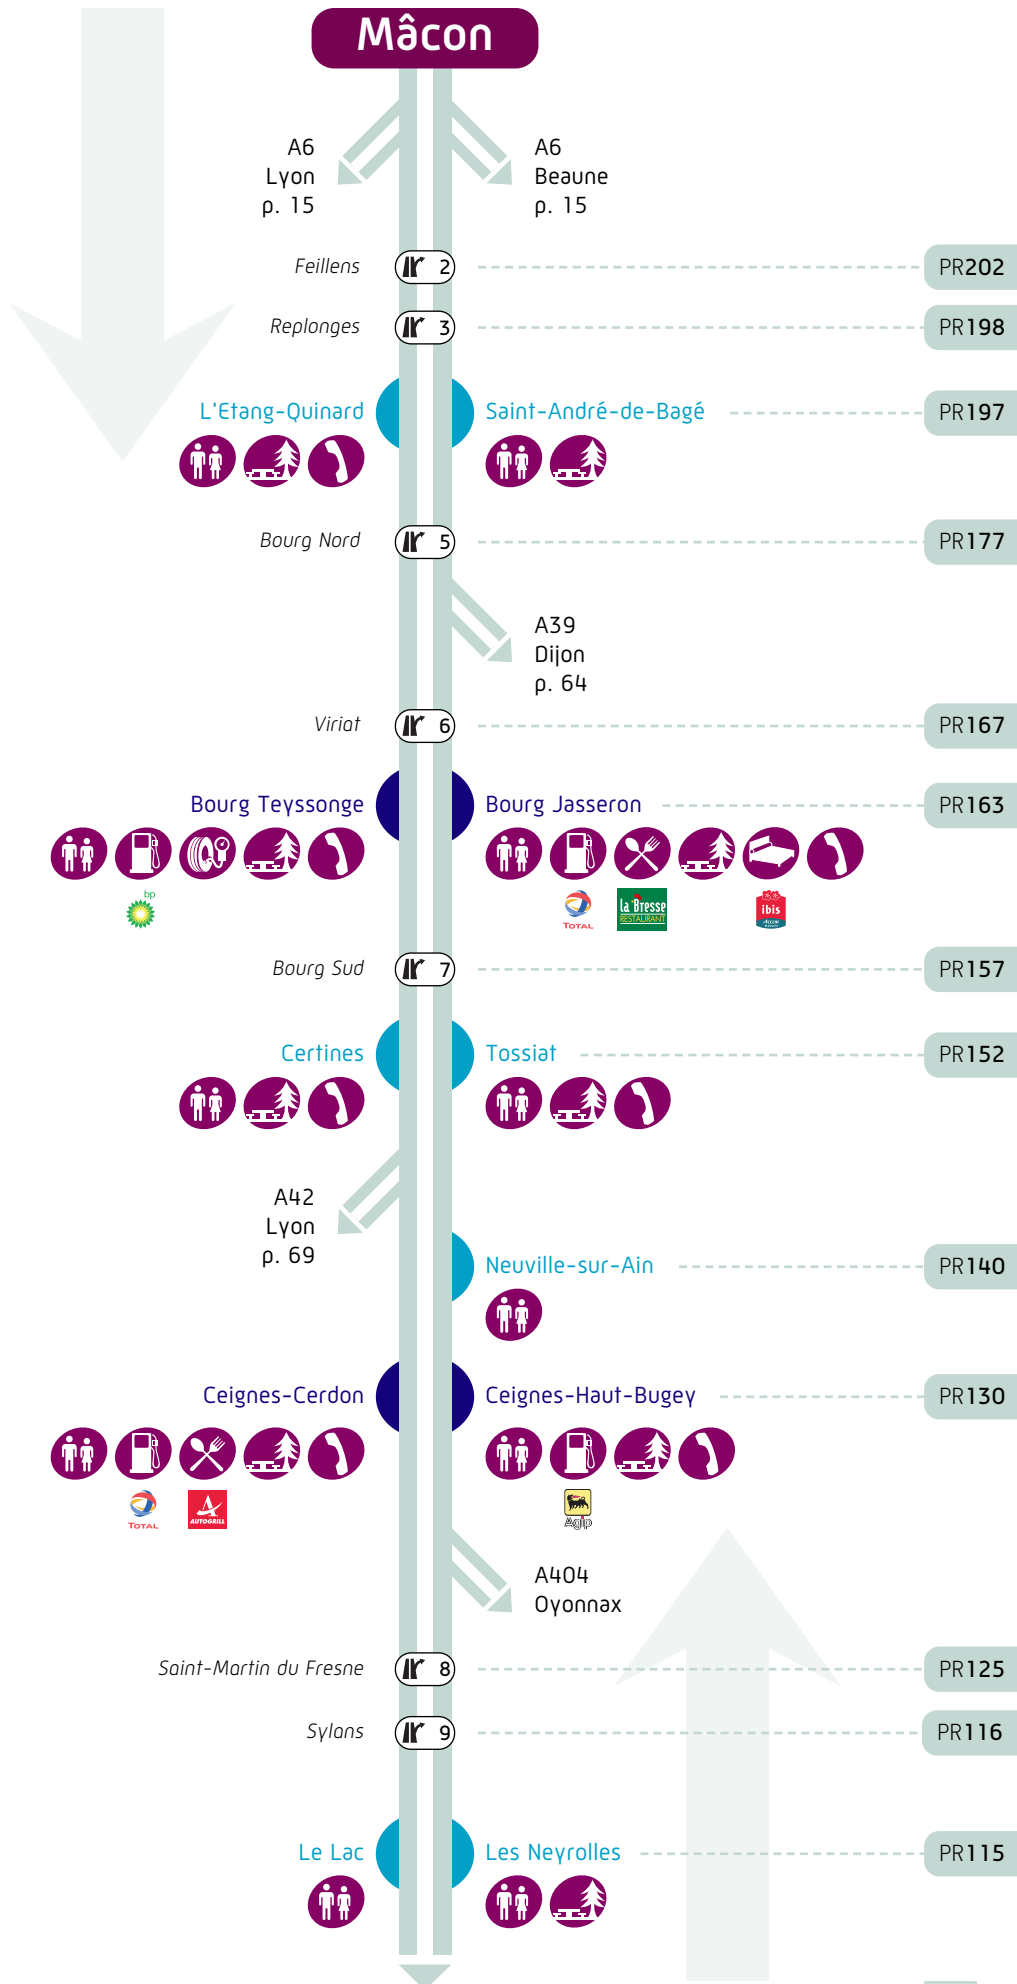 Mâcon
A6
Lyon
p. 15
A6
Beaune
p. 15
Feillens
2
PR202
Replonges
3
PR198
L'Etang-Quinard
Saint-André-de-Bagé
PR197
Bourg Nord
5
PR177
A39
Dijon
p. 64
Viriat
6
PR167
Bourg Teyssonge
Bourg Jasseron
PR163
bp
TOTAL
la Bresse
RESTAURANT
ibis
Bourg Sud
7
PR157
Certines
Tossiat
PR152
A42
Lyon
p. 69
Neuville-sur-Ain
PR140
Ceignes-Cerdon
Ceignes-Haut-Bugey
PR130
TOTAL
AUTOGRILL
Agip
A404
Oyonnax
Saint-Martin du Fresne
8
PR125
Sylans
9
PR116
Le Lac
Les Neyrolles
PR115